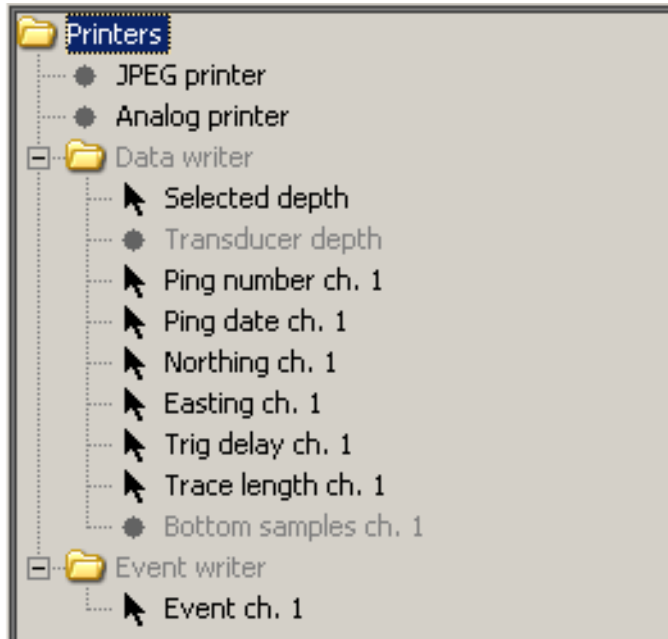 Printers
JPEG printer
Analog printer
Data writer
Selected depth
Transducer depth
Ping number ch. 1
Ping date ch. 1
Northing ch. 1
Easting ch. 1
Trig delay ch. 1
Trace length ch. 1
Bottom samples ch. 1
Event writer
Event ch. 1